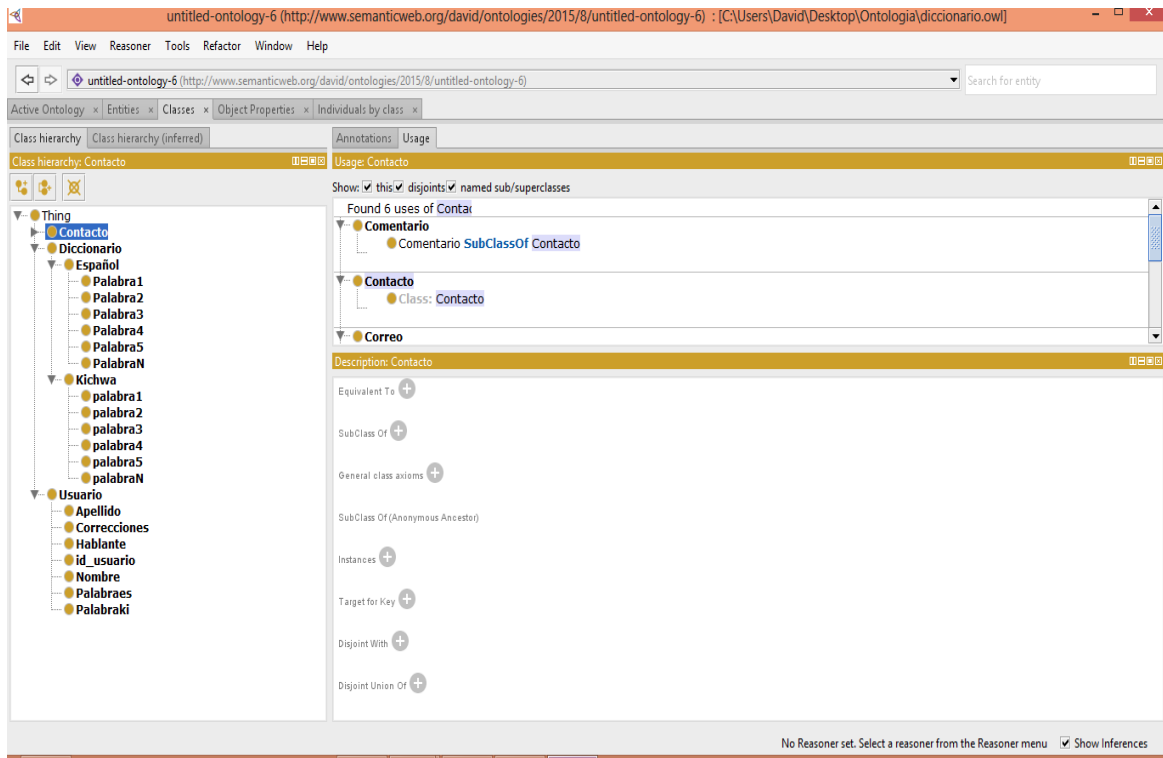 untitled-ontology-6 (http://www.semanticweb.org/david/ontologies/2015/8/untitled-ontology-6) : [C:\Users\David\Desktop\Ontologia\diccionario.owl]
File Edit View Reasoner Tools Refactor Window Help
untitled-ontology-6 (http://www.semanticweb.org/david/ontologies/2015/8/untitled-ontology-6)
Search for entity
Active Ontology × Entities × Classes × Object Properties × Individuals by class ×
Class hierarchy Class hierarchy (inferred)
Class hierarchy: Contacto
Thing
Contacto
Diccionario
Español
Palabra1
Palabra2
Palabra3
Palabra4
Palabra5
PalabraN
Kichwa
palabra1
palabra2
palabra3
palabra4
palabra5
palabraN
Usuario
Apellido
Correcciones
Hablante
id_usuario
Nombre
Palabraes
Palabraki
Annotations Usage
Usage: Contacto
Show: this disjoints named sub/superclasses
Found 6 uses of Contac
Comentario
Comentario SubClassOf Contacto
Contacto
Class: Contacto
Correo
Description: Contacto
Equivalent To
SubClass Of
General class axioms
SubClass Of (Anonymous Ancestor)
Instances
Target for Key
Disjoint With
Disjoint Union Of
No Reasoner set. Select a reasoner from the Reasoner menu Show Inferences